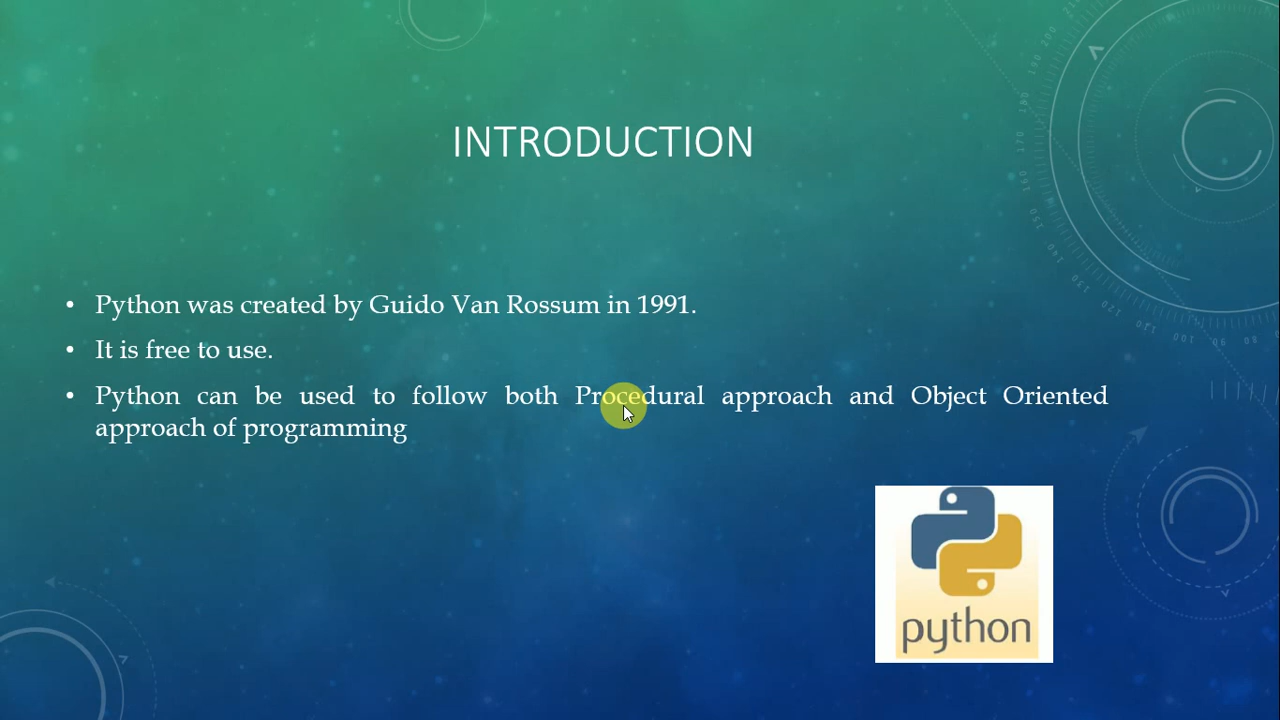 INTRODUCTION
• Python was created by Guido Van Rossum in 1991.
• It is free to use.
• Python can be used to follow both Procedural approach and Object Oriented
approach of programming
python